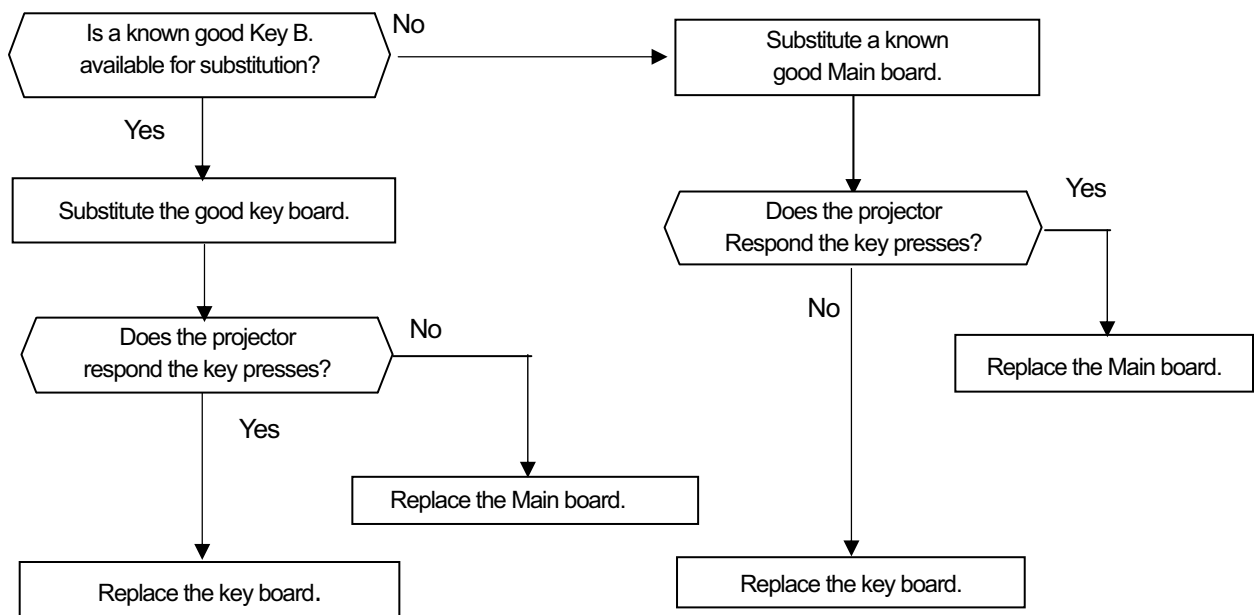 Is a known good Key B.
available for substitution?
No
Substitute a known
good Main board.
Yes
Substitute the good key board.
Does the projector
Respond the key presses?
Yes
No
Does the projector
respond the key presses?
No
Yes
Replace the Main board.
Replace the Main board.
Replace the key board.
Replace the key board.